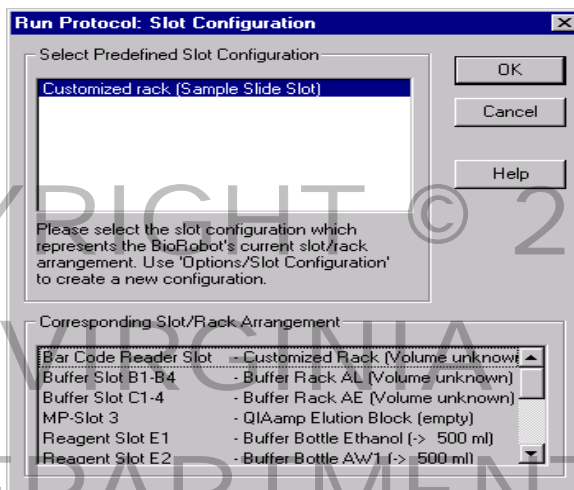 Run Protocol: Slot Configuration
Select Predefined Slot Configuration
Customized rack (Sample Slide Slot)
OK
Cancel
Help
Please select the slot configuration which
represents the BioRobot's current slot/rack
arrangement. Use 'Options/Slot Configuration'
to create a new configuration.
Corresponding Slot/Rack Arrangement
Bar Code Reader Slot - Customized Rack (Volume unknow
Buffer Slot B1-B4 - Buffer Rack AL (Volume unknown)
Buffer Slot C1-4 - Buffer Rack AE (Volume unknown)
MP-Slot 3 - QIAamp Elution Block (empty)
Reagent Slot E1 - Buffer Bottle Ethanol (-> 500 ml)
Reagent Slot E2 - Buffer Bottle AW1 (-> 500 ml)
YRIGHT © 2
VIRGINIA
DEPARTMENT